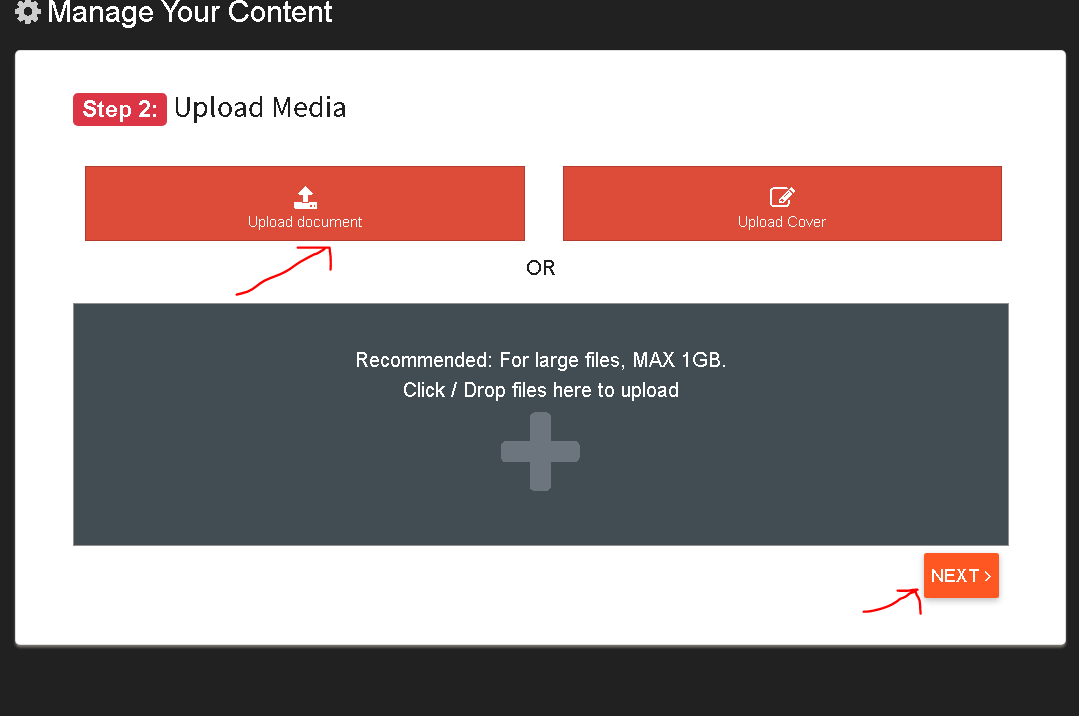 Manage Your Content
Step 2: Upload Media
Upload document
Upload Cover
OR
Recommended: For large files, MAX 1GB.
Click / Drop files here to upload
NEXT >